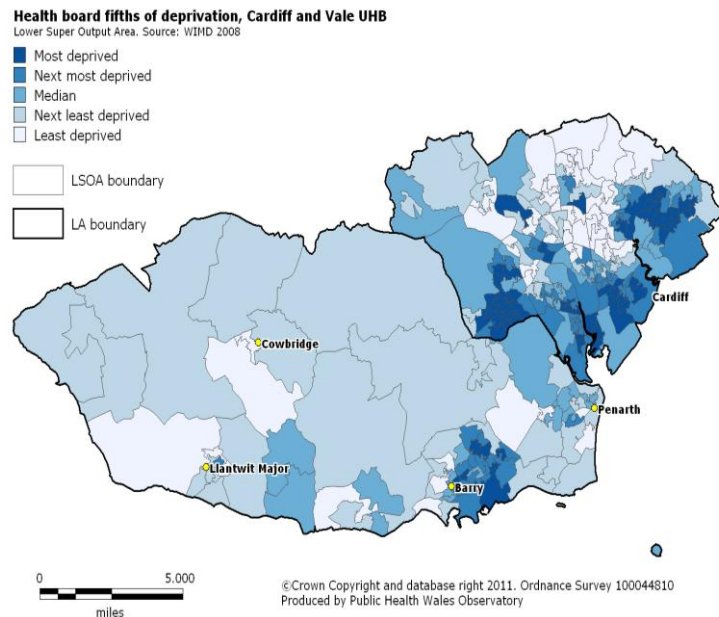 Health board fifths of deprivation, Cardiff and Vale UHB
Lower Super Output Area. Source: WIMD 2008
Most deprived
Next most deprived
Median
Next least deprived
Least deprived
LSOA boundary
LA boundary
Cardiff
Cowbridge
Penarth
Llantwit Major
Barry
0 5.000
miles
©Crown Copyright and database right 2011. Ordnance Survey 100044810
Produced by Public Health Wales Observatory